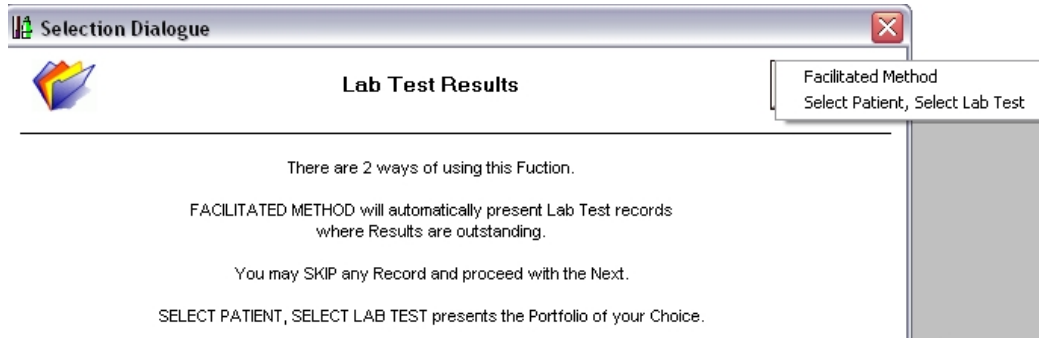 Selection Dialogue
Lab Test Results
Facilitated Method
Select Patient, Select Lab Test
There are 2 ways of using this Fuction.
FACILITATED METHOD will automatically present Lab Test records
where Results are outstanding.
You may SKIP any Record and proceed with the Next.
SELECT PATIENT, SELECT LAB TEST presents the Portfolio of your Choice.